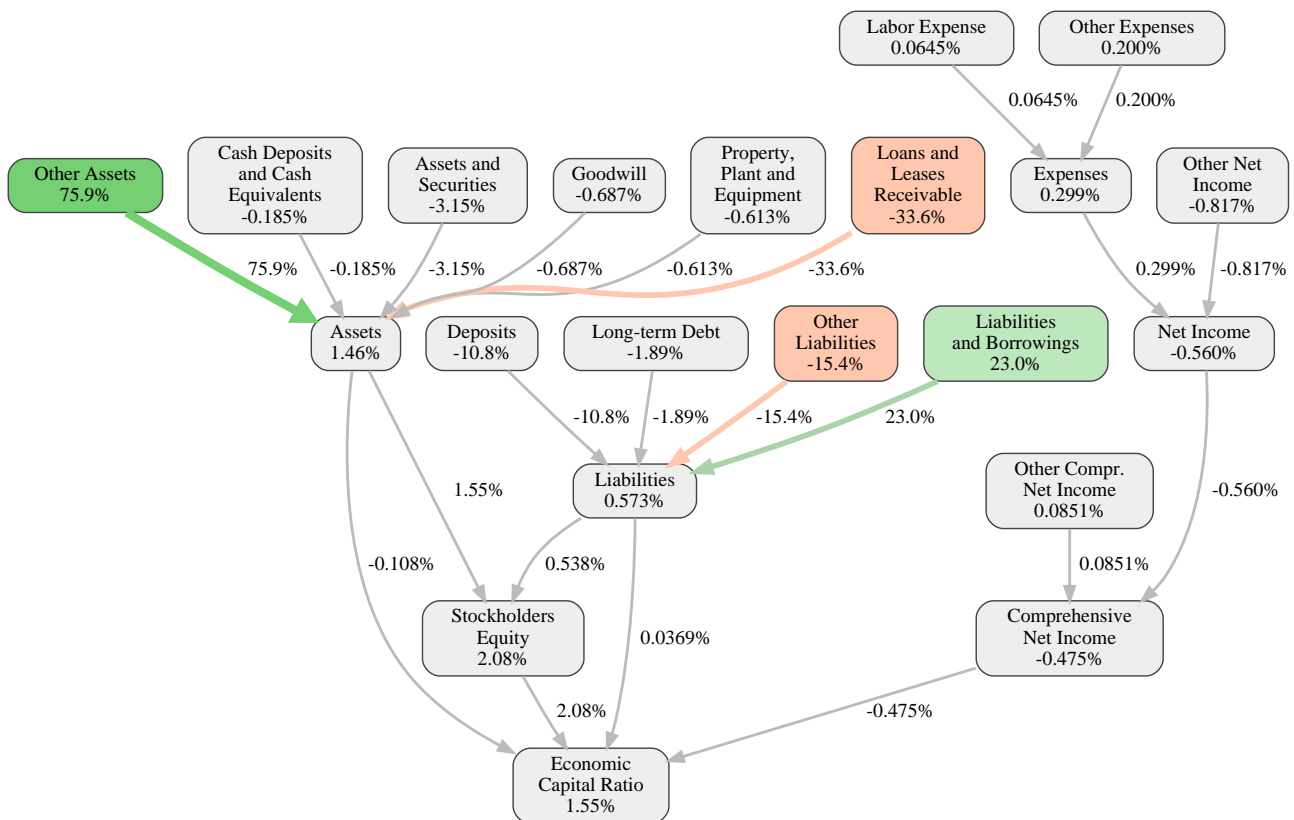 Labor Expense
0.0645%
Other Expenses
0.200%
0.0645%
0.200%
Other Assets
75.9%
Cash Deposits
and Cash
Equivalents
-0.185%
Assets and
Securities
-3.15%
Goodwill
-0.687%
Property,
Plant and
Equipment
-0.613%
Loans and
Leases
Receivable
-33.6%
Expenses
0.299%
Other Net
Income
-0.817%
75.9%
-0.185%
-3.15%
-0.687%
-0.613%
-33.6%
0.299%
-0.817%
Assets
1.46%
Deposits
-10.8%
Long-term Debt
-1.89%
Other
Liabilities
-15.4%
Liabilities
and Borrowings
23.0%
Net Income
-0.560%
-10.8%
-1.89%
-15.4%
23.0%
Liabilities
0.573%
Other Compr.
Net Income
0.0851%
1.55%
-0.560%
-0.108%
0.538%
0.0851%
Stockholders
Equity
2.08%
0.0369%
Comprehensive
Net Income
-0.475%
2.08%
-0.475%
Economic
Capital Ratio
1.55%